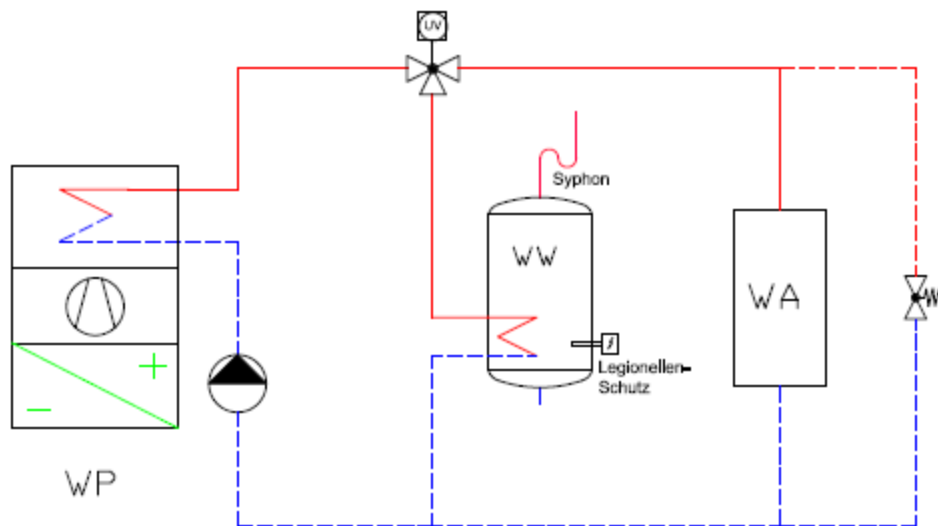 UV
Syphon
WW
WA
Legionellen-
Schutz
+
−
WP